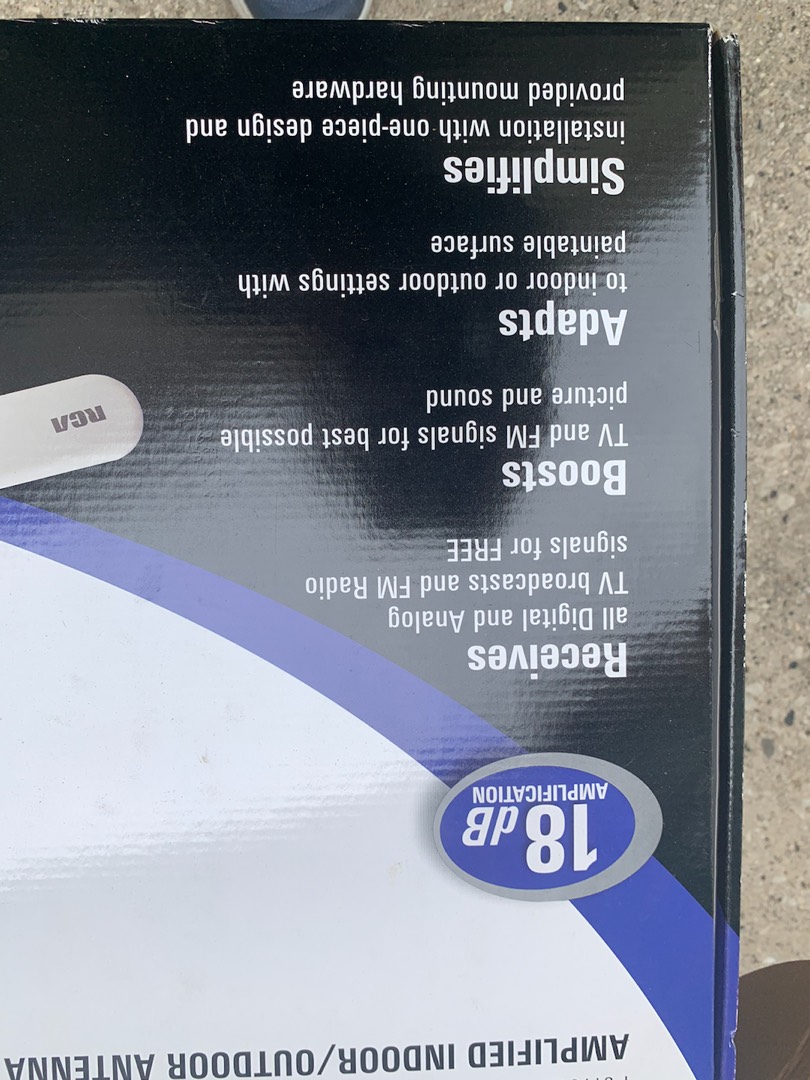 AMPLIFIED INDOOR/OUTDOOR ANTENNA
18 dB
AMPLIFICATION
Receives
all Digital and Analog
TV broadcasts and FM Radio
signals for FREE
Boosts
TV and FM signals for best possible
picture and sound
RCA
Adapts
to indoor or outdoor settings with
paintable surface
Simplifies
installation with one-piece design and
provided mounting hardware